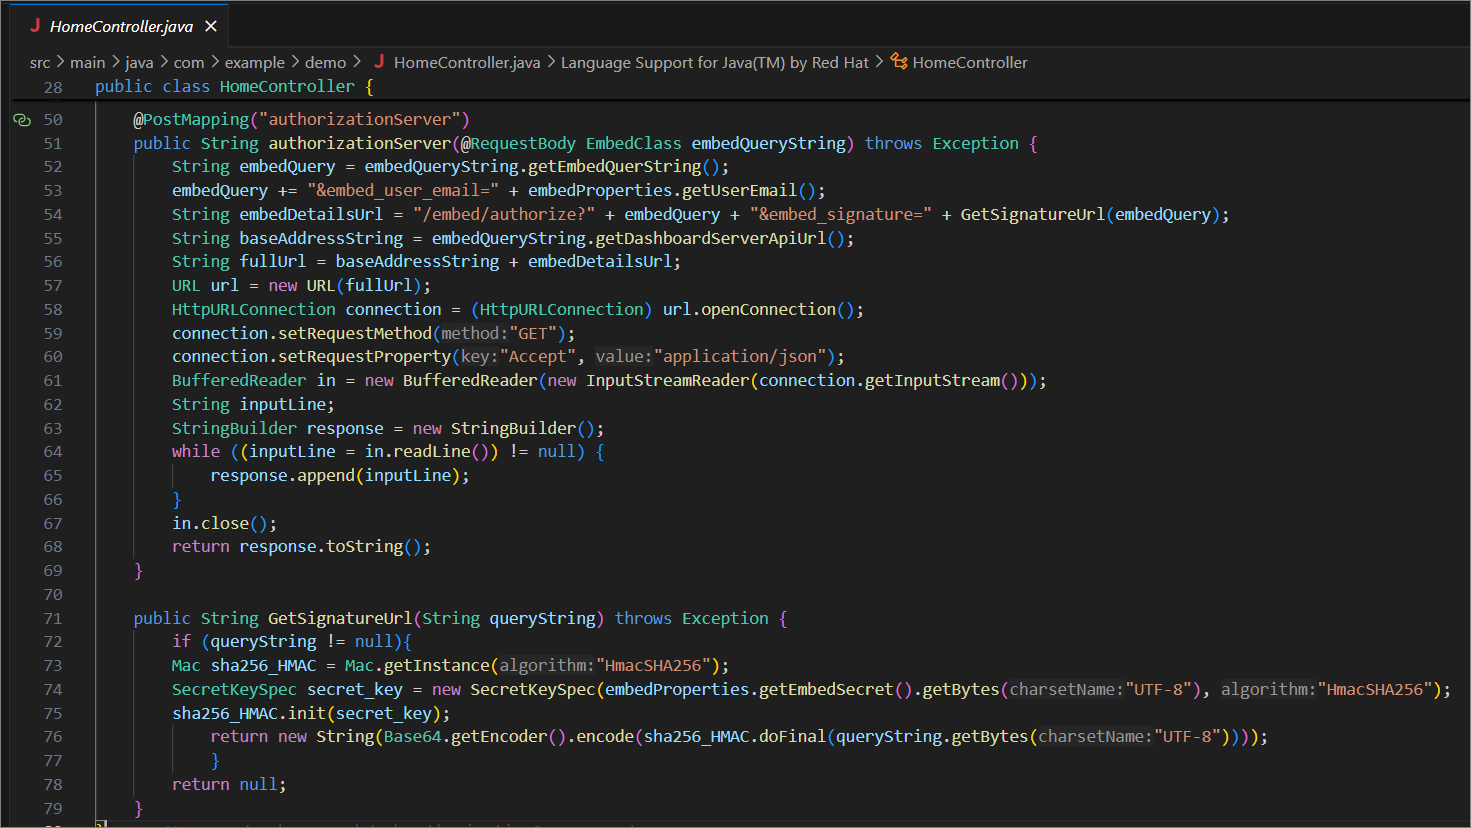 HomeController.java ×
src > main > java > com > example > demo > HomeController.java > Language Support for Java(TM) by Red Hat > HomeController
28 public class HomeController {
50 @PostMapping("authorizationServer")
51 public String authorizationServer(@RequestBody EmbedClass embedQueryString) throws Exception {
52 String embedQuery = embedQueryString.getEmbedQuerString();
53 embedQuery += "&embed_user_email=" + embedProperties.getUserEmail();
54 String embedDetailsUrl = "/embed/authorize?" + embedQuery + "&embed_signature=" + GetSignatureUrl(embedQuery);
55 String baseAddressString = embedQueryString.getDashboardServerApiUrl();
56 String fullUrl = baseAddressString + embedDetailsUrl;
57 URL url = new URL(fullUrl);
58 HttpURLConnection connection = (HttpURLConnection) url.openConnection();
59 connection.setRequestMethod(method:"GET");
60 connection.setRequestProperty(key:"Accept", value:"application/json");
61 BufferedReader in = new BufferedReader(new InputStreamReader(connection.getInputStream()));
62 String inputLine;
63 StringBuilder response = new StringBuilder();
64 while ((inputLine = in.readLine()) != null) {
65 response.append(inputLine);
66 }
67 in.close();
68 return response.toString();
69 }
70
71 public String GetSignatureUrl(String queryString) throws Exception {
72 if (queryString != null){
73 Mac sha256_HMAC = Mac.getInstance(algorithm:"HmacSHA256");
74 SecretKeySpec secret_key = new SecretKeySpec(embedProperties.getEmbedSecret().getBytes(charsetName:"UTF-8"), algorithm:"HmacSHA256");
75 sha256_HMAC.init(secret_key);
76 return new String(Base64.getEncoder().encode(sha256_HMAC.doFinal(queryString.getBytes(charsetName:"UTF-8"))));
77 }
78 return null;
79 }